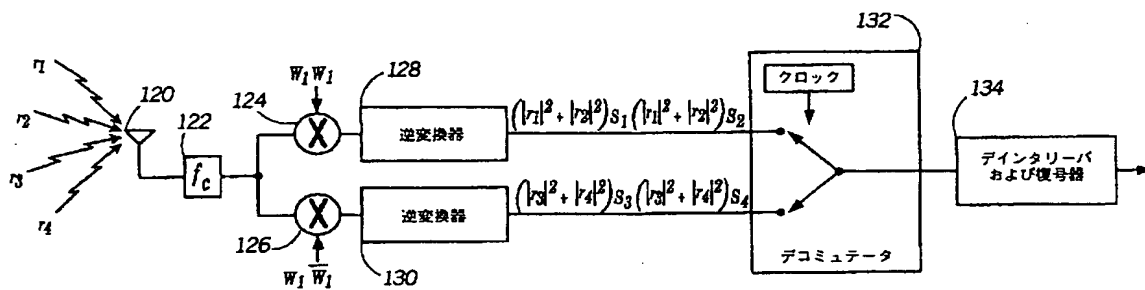 132
r1
r2
r3
r4
120
122
fc
124
W1 W1
X
128
逆変換器
(|r1|² + |r2|²)S1 (|r1|² + |r2|²)S2
クロック
134
デインタリーバ
および復号器
X
126
W1 W̅1
逆変換器
130
(|r3|² + |r4|²)S3 (|r3|² + |r4|²)S4
デコミュテータ